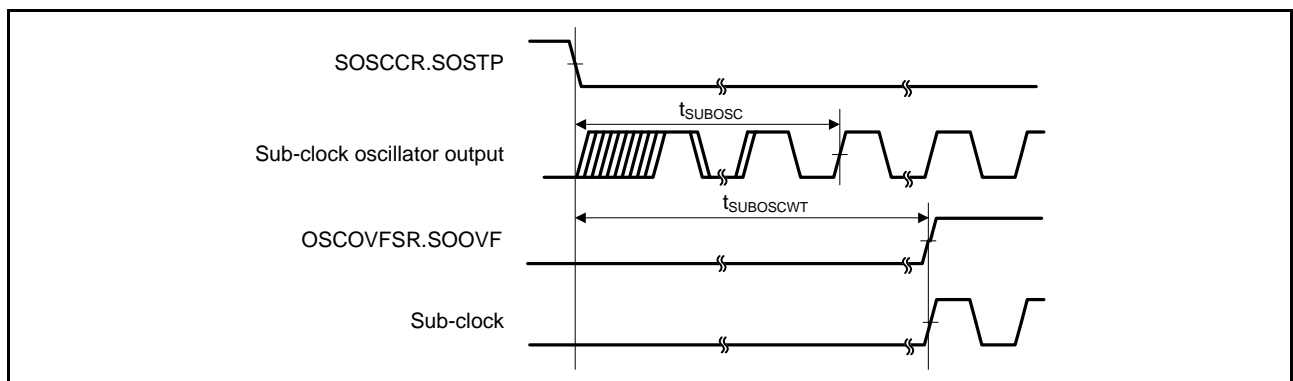 SOSCCR.SOSTP
tSUBOSC
Sub-clock oscillator output
tSUBOSCWT
OSCOVFSR.SOOVF
Sub-clock